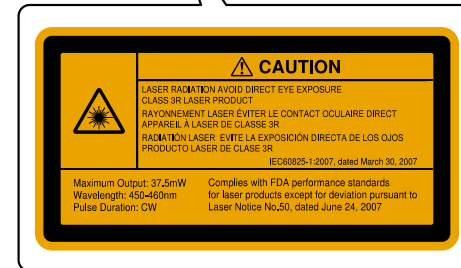 CAUTION
LASER RADIATION AVOID DIRECT EYE EXPOSURE
CLASS 3R LASER PRODUCT
RAYONNEMENT LASER ÉVITER LE CONTACT OCULAIRE DIRECT
APPAREIL À LASER DE CLASSE 3R
RADIATIÓN LASER  EVITE LA EXPOSICIÓN DIRECTA DE LOS OJOS
PRODUCTO LASER DE CLASE 3R
IEC60825-1:2007, dated March 30, 2007
Maximum Output: 37.5mW
Wavelength: 450-460nm
Pulse Duration: CW
Complies with FDA performance standards
for laser products except for deviation pursuant to
Laser Notice No.50, dated June 24, 2007